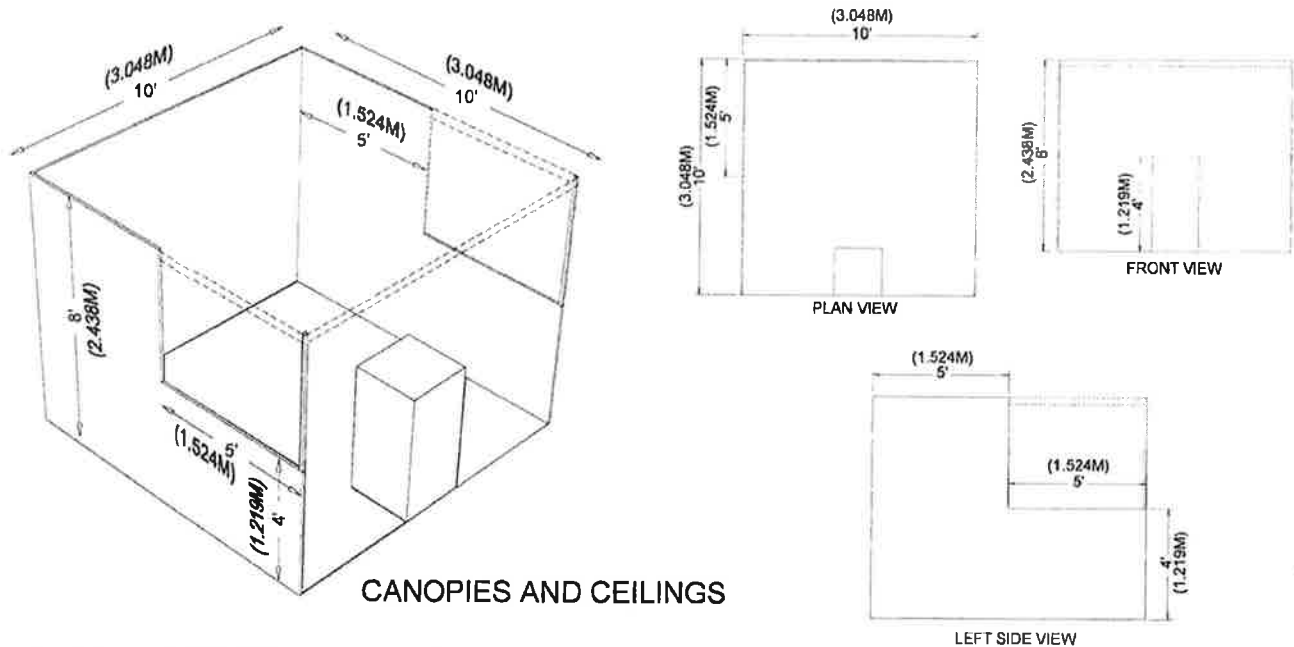 (3.048M)
10'
(3.048M)
10'
(1.524M)
5'
8'
(2.438M)
5'
(1.524M)
(1.219M)
4'
CANOPIES AND CEILINGS
(3.048M)
10'
(3.048M)
10'
(1.524M)
5'
PLAN VIEW
(2.438M)
8'
(1.219M)
4'
FRONT VIEW
(1.524M)
5'
(1.524M)
5'
4'
(1.219M)
LEFT SIDE VIEW